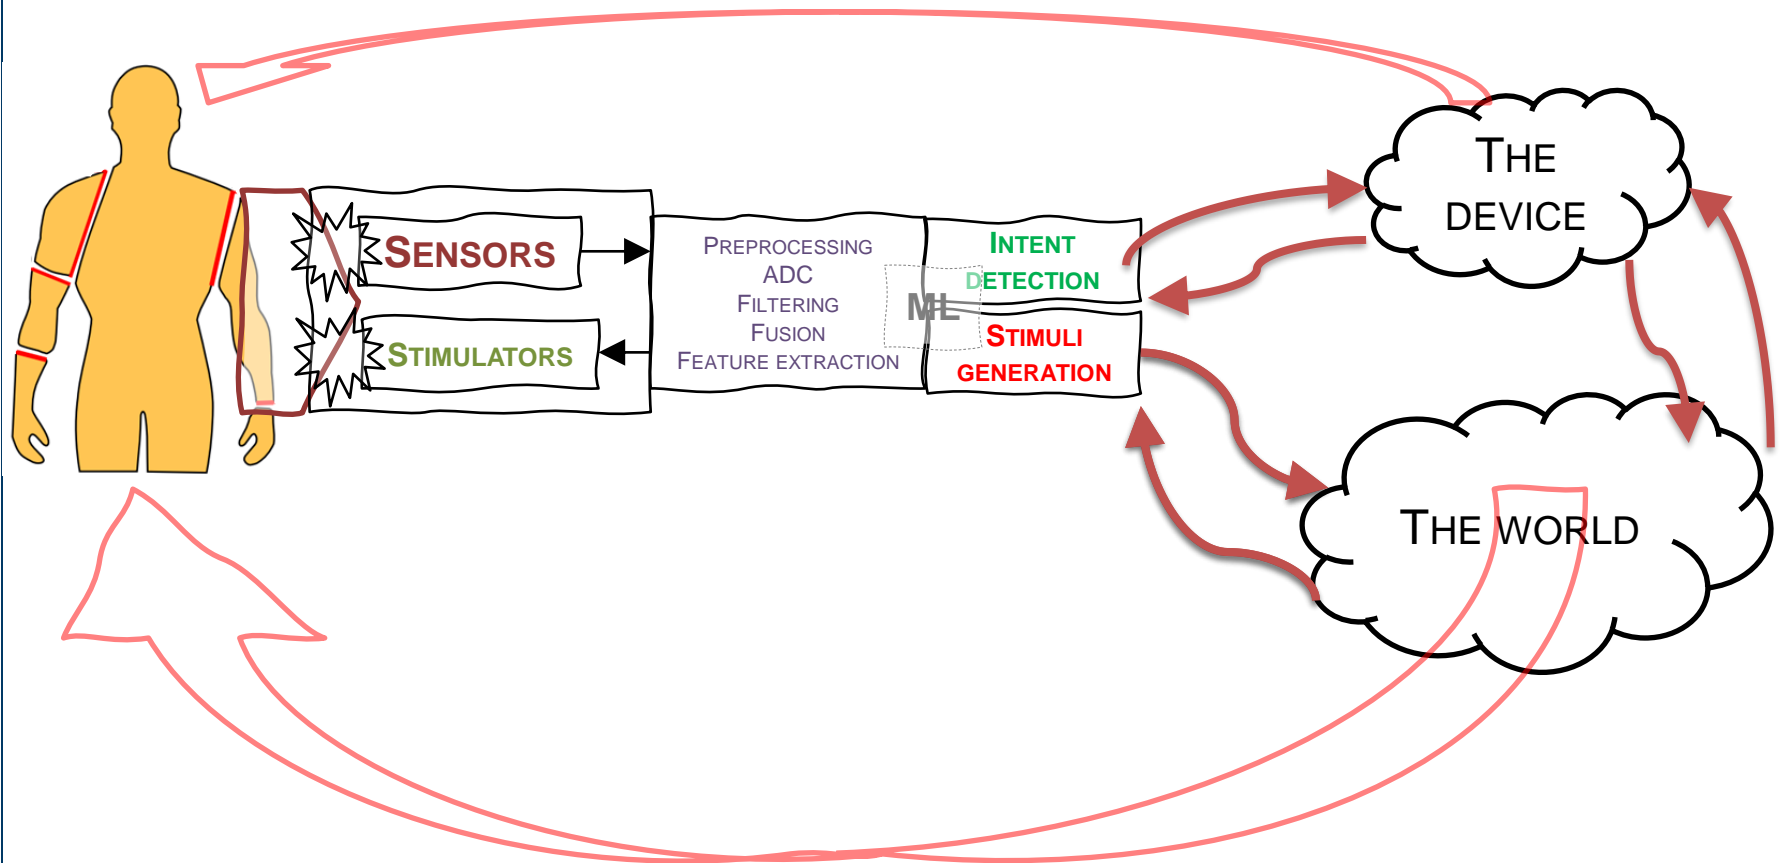 SENSORS
STIMULATORS
PREPROCESSING
ADC
FILTERING
FUSION
FEATURE EXTRACTION
ML
INTENT
DETECTION
STIMULI
GENERATION
THE
DEVICE
THE WORLD